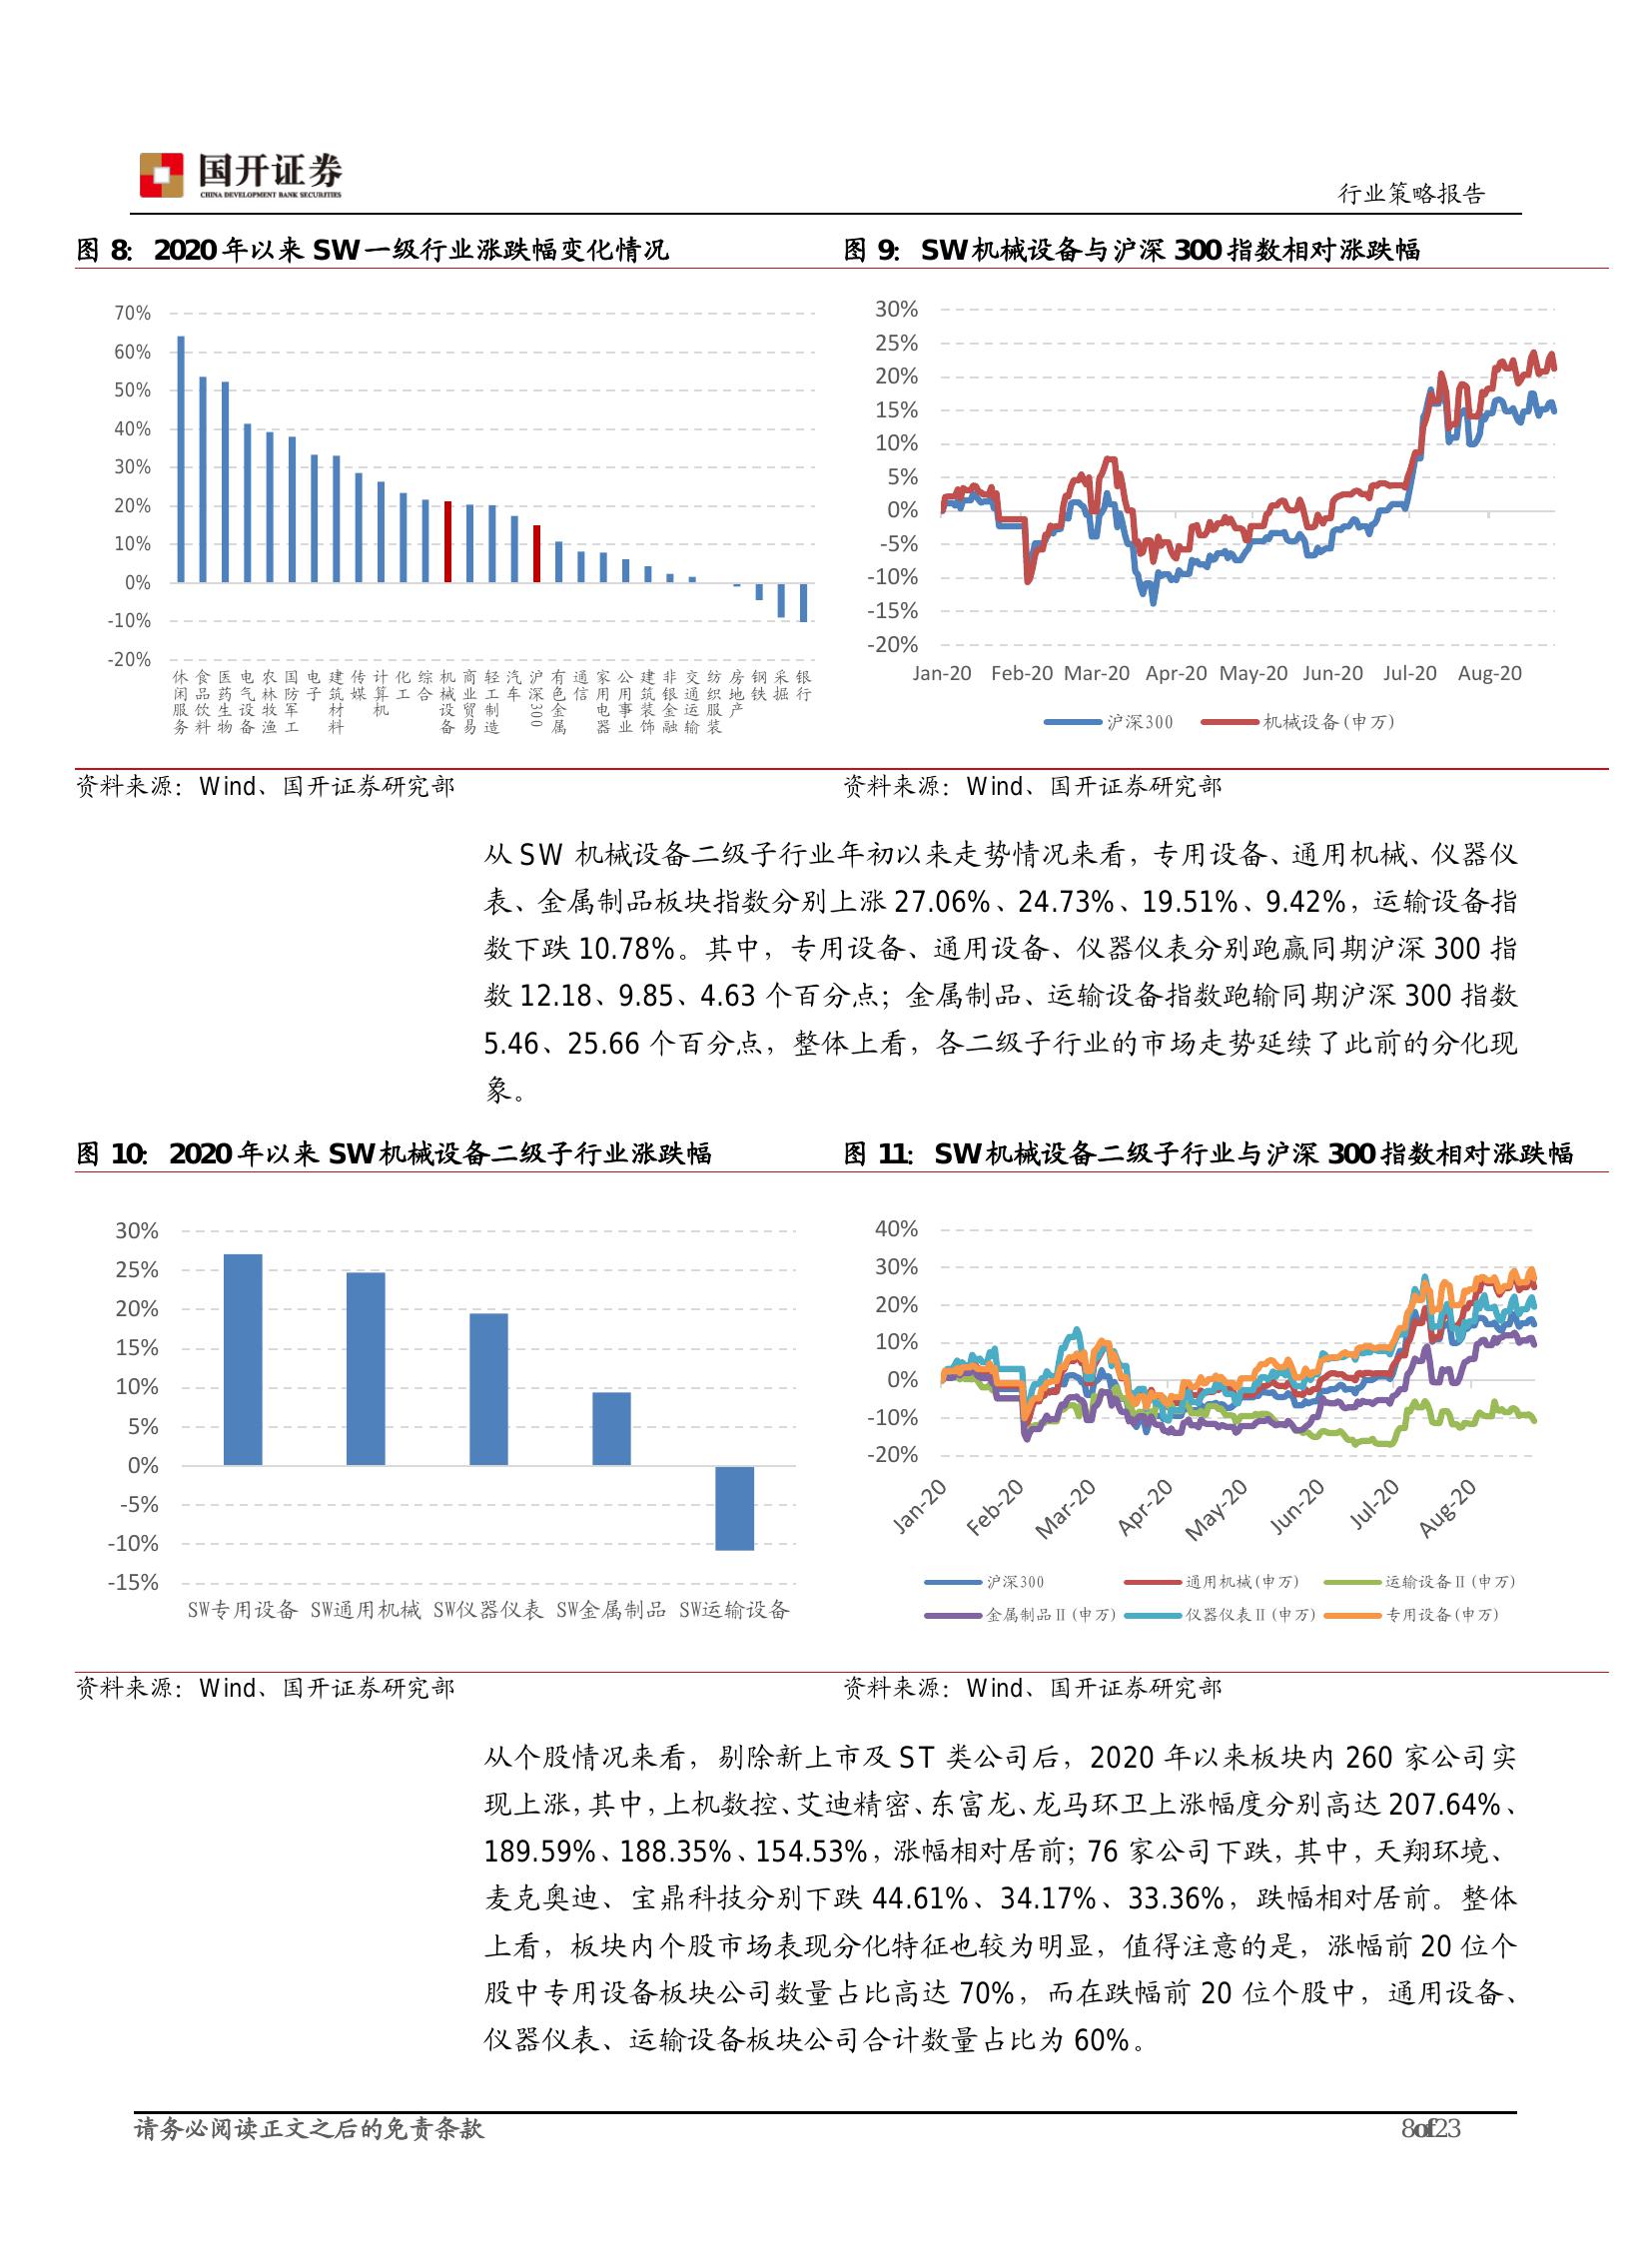 国开证券
CHINA DEVELOPMENT BANK SECURITIES
行业策略报告
图 8： 2020 年以来 SW 一级行业涨跌幅变化情况
70%
60%
50%
40%
30%
20%
10%
0%
-10%
-20%
休闲服务 食品饮料 医药生物 电气设备 农林牧渔 国防军工 电子 建筑材料 传媒 计算机 化工 综合 机械设备 商业贸易 轻工制造 汽车 沪深300 有色金属 通信 家用电器 公用事业 建筑装饰 非银金融 交通运输 纺织服装 房地产 钢铁 采掘 银行
资料来源：Wind、国开证券研究部
图 9： SW 机械设备与沪深 300 指数相对涨跌幅
30%
25%
20%
15%
10%
5%
0%
-5%
-10%
-15%
-20%
Jan-20 Feb-20 Mar-20 Apr-20 May-20 Jun-20 Jul-20 Aug-20
沪深300 机械设备(申万)
资料来源：Wind、国开证券研究部
从 SW 机械设备二级子行业年初以来走势情况来看，专用设备、通用机械、仪器仪
表、金属制品板块指数分别上涨 27.06%、24.73%、19.51%、9.42%，运输设备指
数下跌 10.78%。其中，专用设备、通用设备、仪器仪表分别跑赢同期沪深 300 指
数 12.18、9.85、4.63 个百分点；金属制品、运输设备指数跑输同期沪深 300 指数
5.46、25.66 个百分点，整体上看，各二级子行业的市场走势延续了此前的分化现
象。
图 10： 2020 年以来 SW 机械设备二级子行业涨跌幅
30%
25%
20%
15%
10%
5%
0%
-5%
-10%
-15%
SW专用设备 SW通用机械 SW仪器仪表 SW金属制品 SW运输设备
资料来源：Wind、国开证券研究部
图 11： SW 机械设备二级子行业与沪深 300 指数相对涨跌幅
40%
30%
20%
10%
0%
-10%
-20%
Jan-20 Feb-20 Mar-20 Apr-20 May-20 Jun-20 Jul-20 Aug-20
沪深300 通用机械(申万) 运输设备Ⅱ(申万)
金属制品Ⅱ(申万) 仪器仪表Ⅱ(申万) 专用设备(申万)
资料来源：Wind、国开证券研究部
从个股情况来看，剔除新上市及 ST 类公司后，2020 年以来板块内 260 家公司实
现上涨，其中，上机数控、艾迪精密、东富龙、龙马环卫上涨幅度分别高达 207.64%、
189.59%、188.35%、154.53%，涨幅相对居前；76 家公司下跌，其中，天翔环境、
麦克奥迪、宝鼎科技分别下跌 44.61%、34.17%、33.36%，跌幅相对居前。整体
上看，板块内个股市场表现分化特征也较为明显，值得注意的是，涨幅前 20 位个
股中专用设备板块公司数量占比高达 70%，而在跌幅前 20 位个股中，通用设备、
仪器仪表、运输设备板块公司合计数量占比为 60%。
请务必阅读正文之后的免责条款
8of23